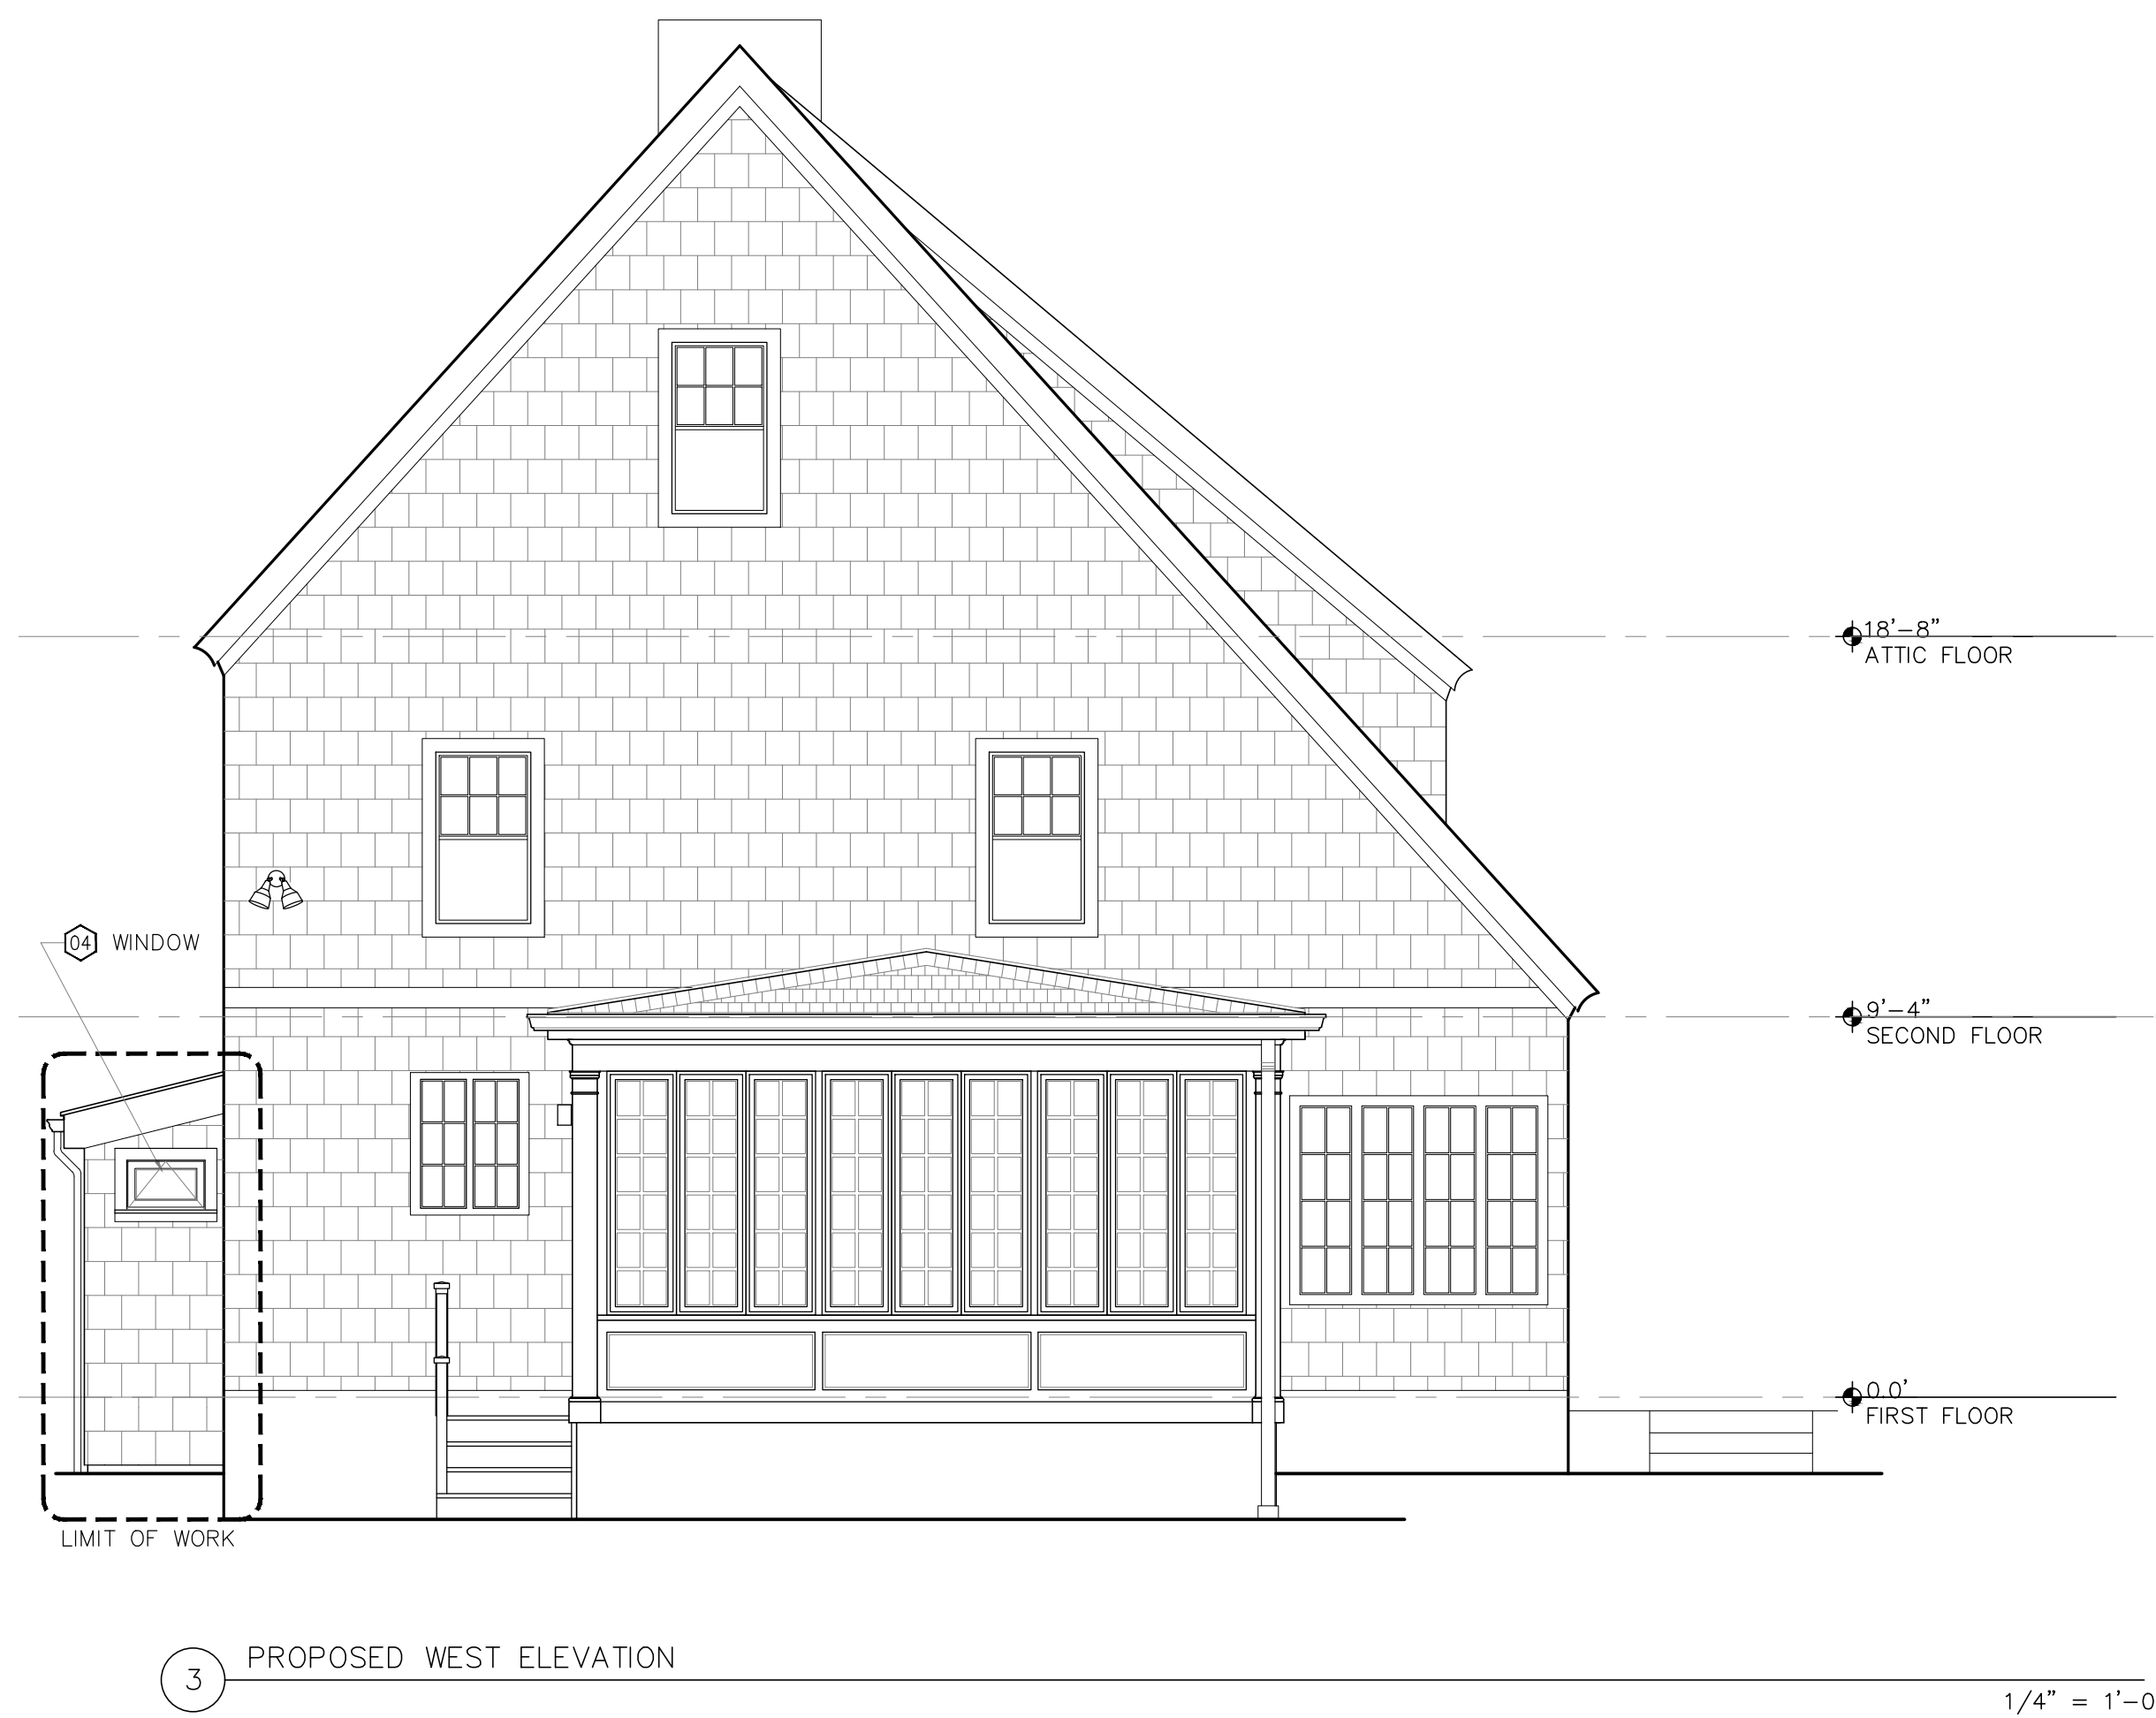 18'-8"
ATTIC FLOOR
04 WINDOW
9'-4"
SECOND FLOOR
0.0'
FIRST FLOOR
LIMIT OF WORK
3 PROPOSED WEST ELEVATION
1/4" = 1'-0